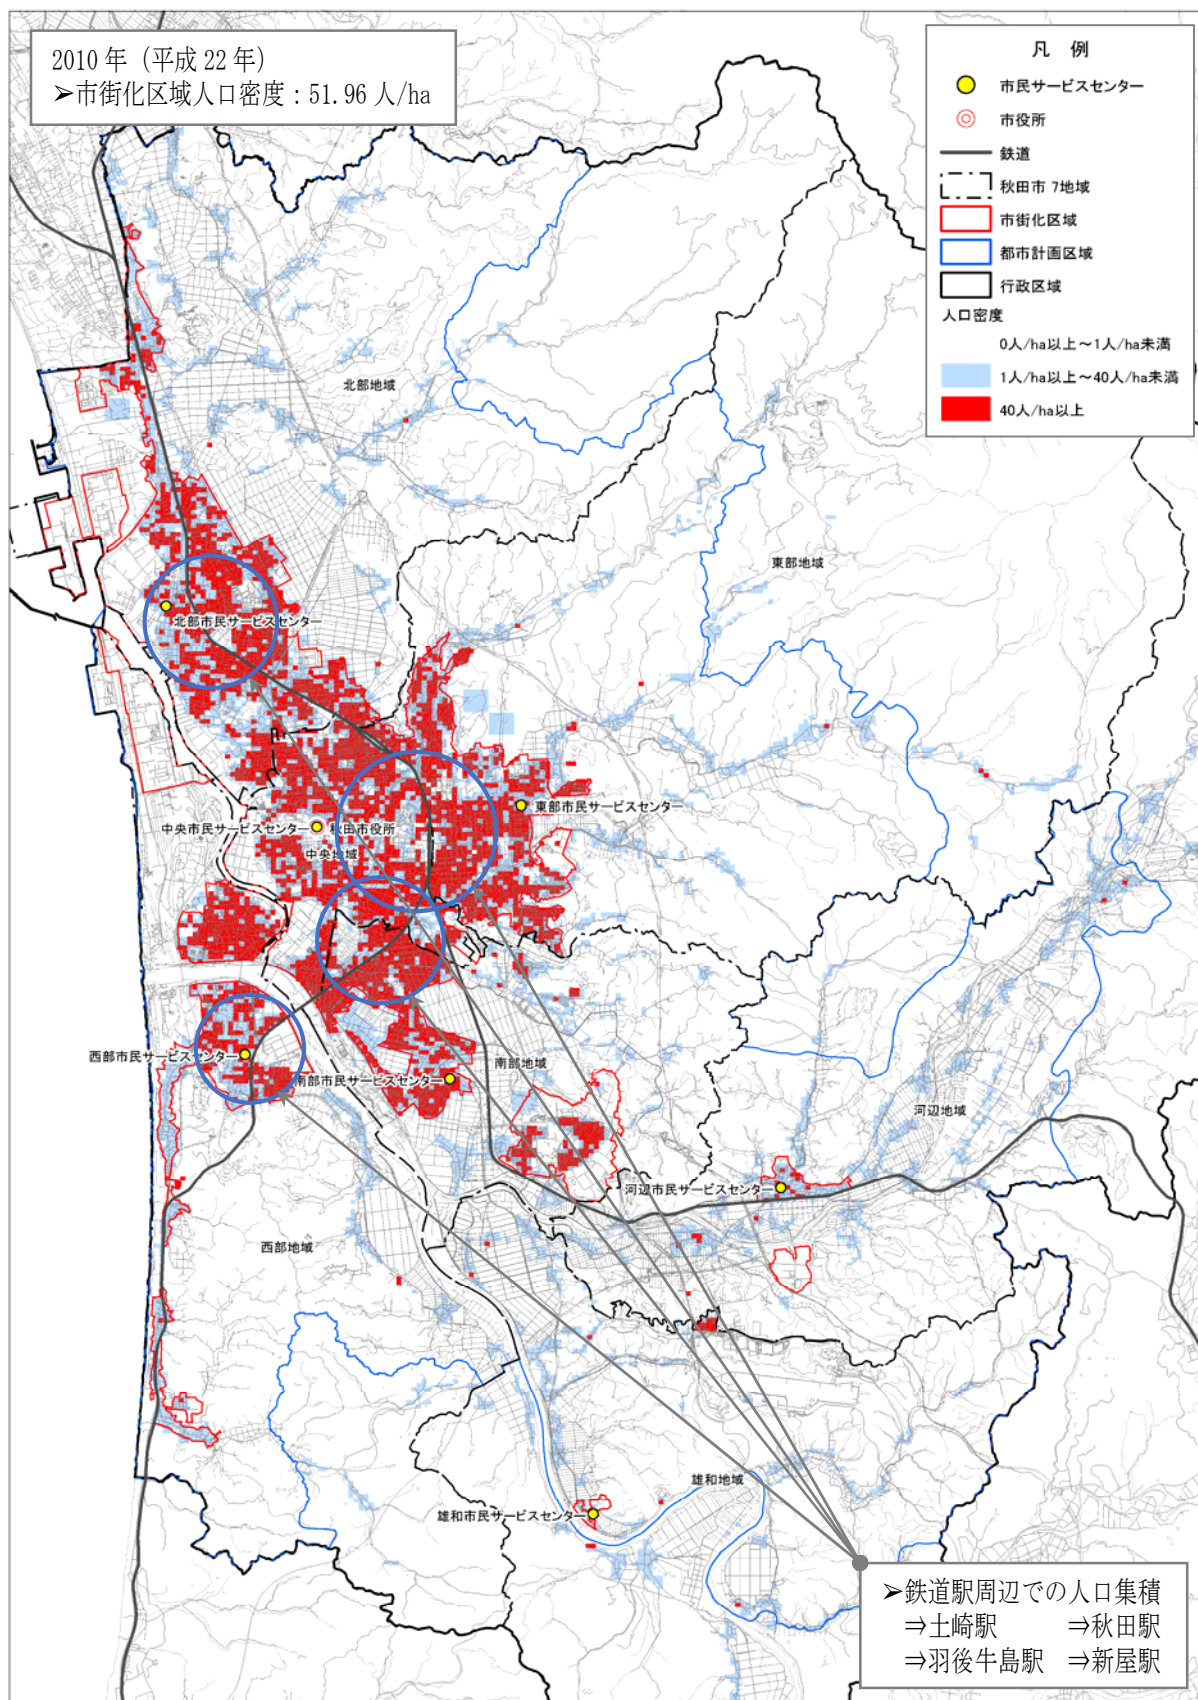 2010 年（平成 22 年）
➤市街化区域人口密度：51.96 人/ha
凡 例
市民サービスセンター
市役所
鉄道
秋田市 7地域
市街化区域
都市計画区域
行政区域
人口密度
0人/ha以上～1人/ha未満
1人/ha以上～40人/ha未満
40人/ha以上
北部地域
東部地域
北部市民サービスセンター
東部市民サービスセンター
中央市民サービスセンター
秋田市役所
中央地域
西部市民サービスセンター
南部市民サービスセンター
南部地域
河辺地域
河辺市民サービスセンター
西部地域
雄和地域
雄和市民サービスセンター
➤鉄道駅周辺での人口集積
⇒土崎駅 ⇒秋田駅
⇒羽後牛島駅 ⇒新屋駅